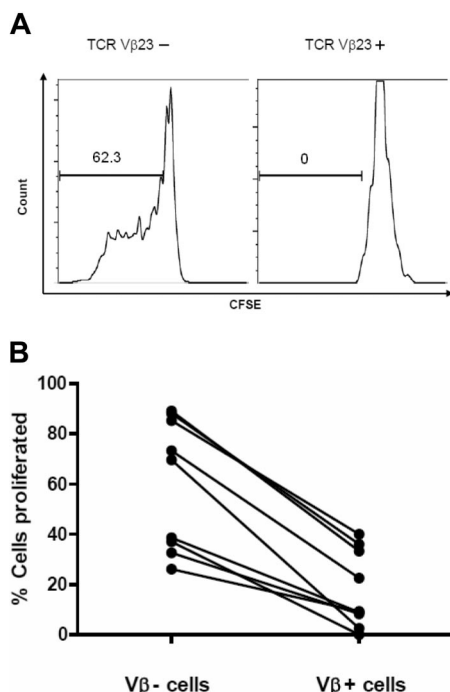 A
TCR Vβ23 – TCR Vβ23 +
62.3 0
Count
CFSE
B
100
80
60
40
20
0
% Cells proliferated
Vβ- cells Vβ+ cells